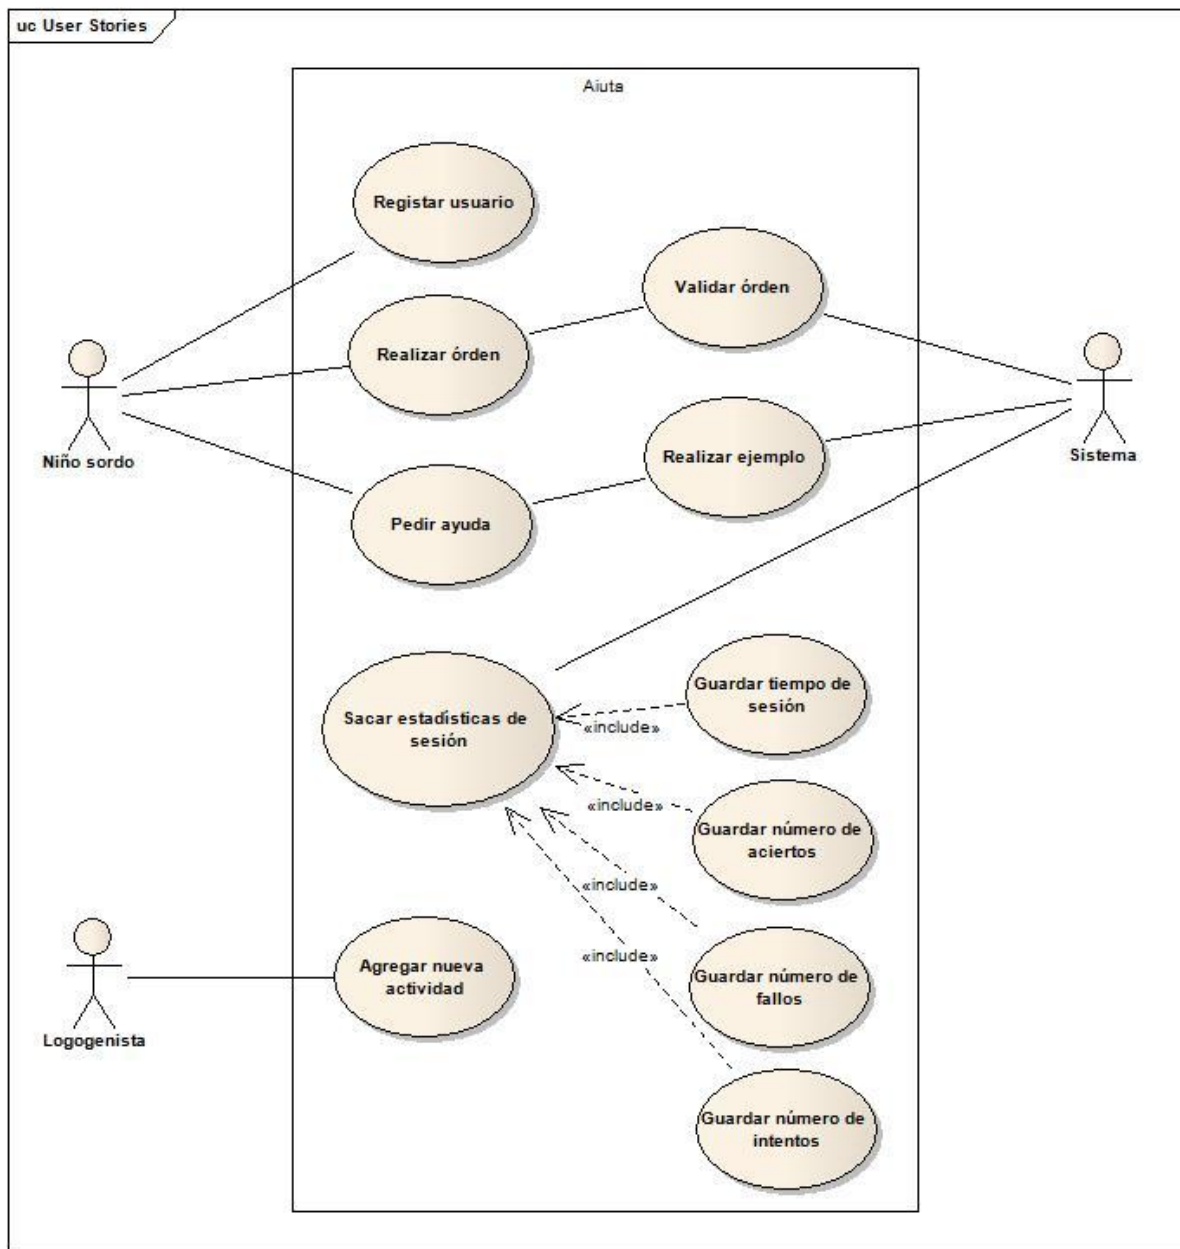 uc User Stories
Aiuta
Registar usuario
Validar órden
Realizar órden
Niño sordo
Realizar ejemplo
Sistema
Pedir ayuda
Guardar tiempo de
sesión
Sacar estadísticas de
sesión
«include»
«include»
Guardar número de
aciertos
«include»
«include»
Agregar nueva
actividad
Guardar número de
fallos
Logogenista
Guardar número de
intentos